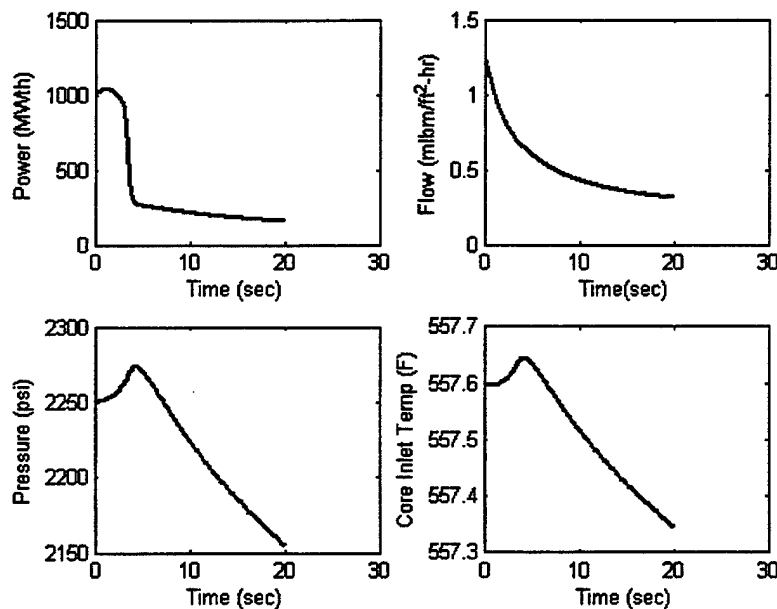 1500
1000
500
0
Power (MWth)
0 10 20 30
Time (sec)
1.5
1
0.5
0
Flow (mlbm/ft2-hr)
0 10 20 30
Time(sec)
2300
2250
2200
2150
Pressure (psi)
0 10 20 30
Time (sec)
557.7
557.6
557.5
557.4
557.3
Core Inlet Temp (F)
0 10 20 30
Time (sec)